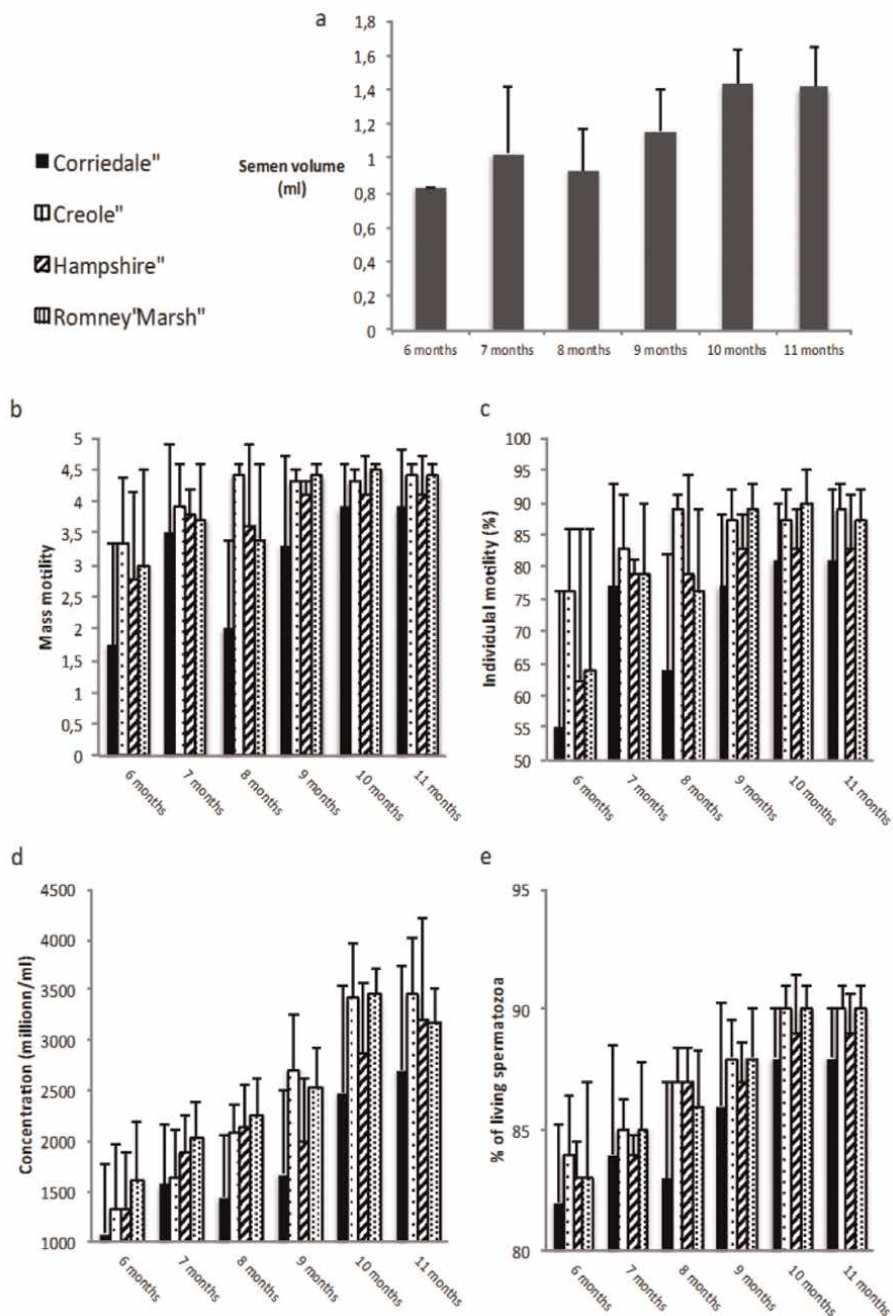 a
1,8
1,6
1,4
1,2
1
0,8
0,6
0,4
0,2
0
Semen volume
(ml)
6 months 7 months 8 months 9 months 10 months 11 months
Corriedale"
Creole"
Hampshire"
Romney'Marsh"
b
5
4,5
4
3,5
3
2,5
2
1,5
1
0,5
0
Mass motility
6 months 7 months 8 months 9 months 10 months 11 months
c
100
95
90
85
80
75
70
65
60
55
50
Individual motility (%)
6 months 7 months 8 months 9 months 10 months 11 months
d
4500
4000
3500
3000
2500
2000
1500
1000
Concentration (millionn/ml)
6 months 7 months 8 months 9 months 10 months 11 months
e
95
90
85
80
% of living spermatozoa
6 months 7 months 8 months 9 months 10 months 11 months